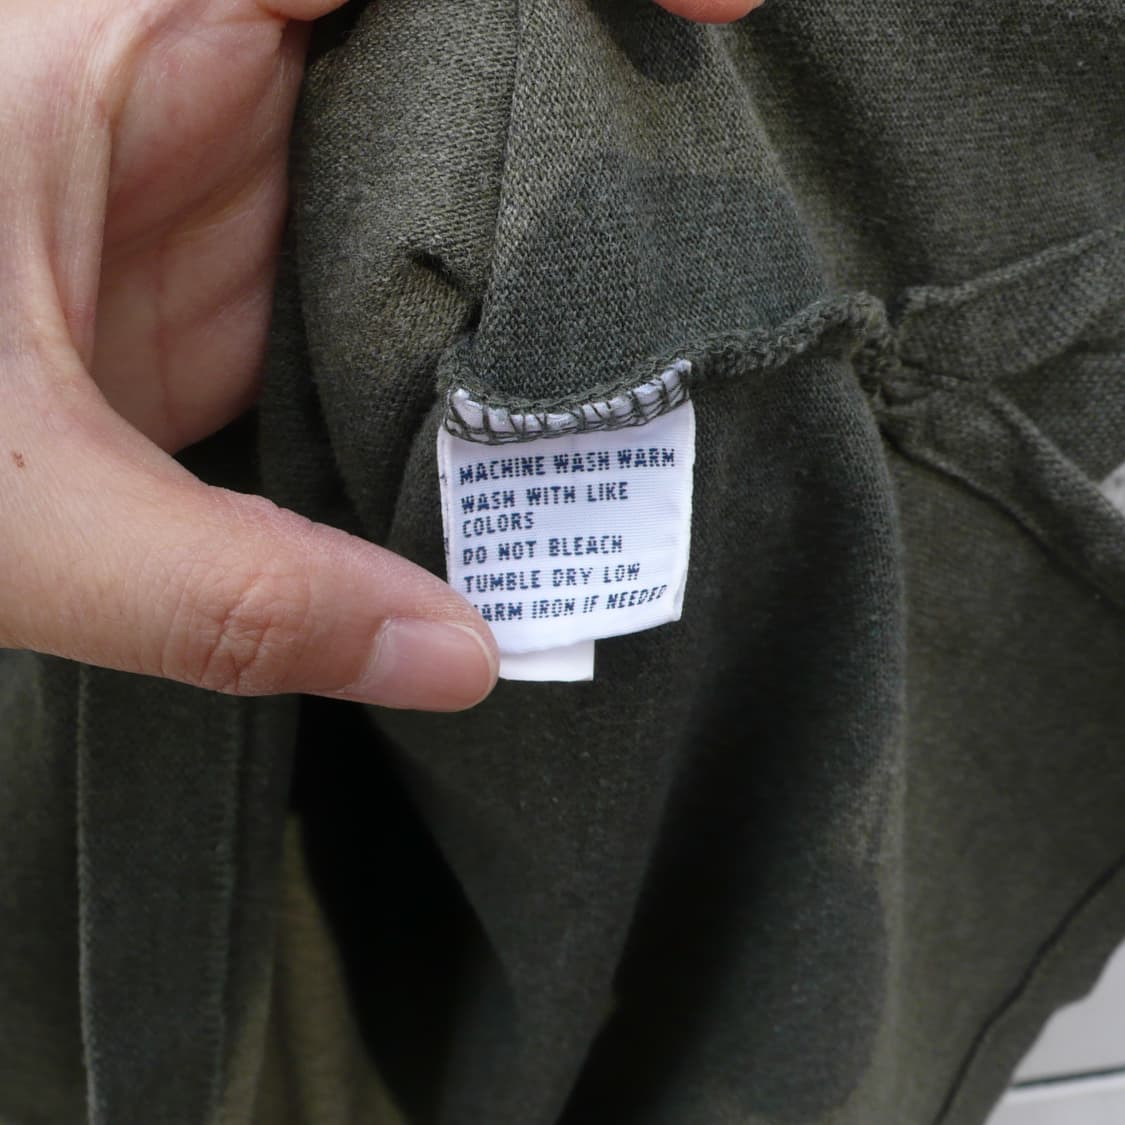 MACHINE WASH WARM
WASH WITH LIKE
COLORS
DO NOT BLEACH
TUMBLE DRY LOW
WARM IRON IF NEEDED